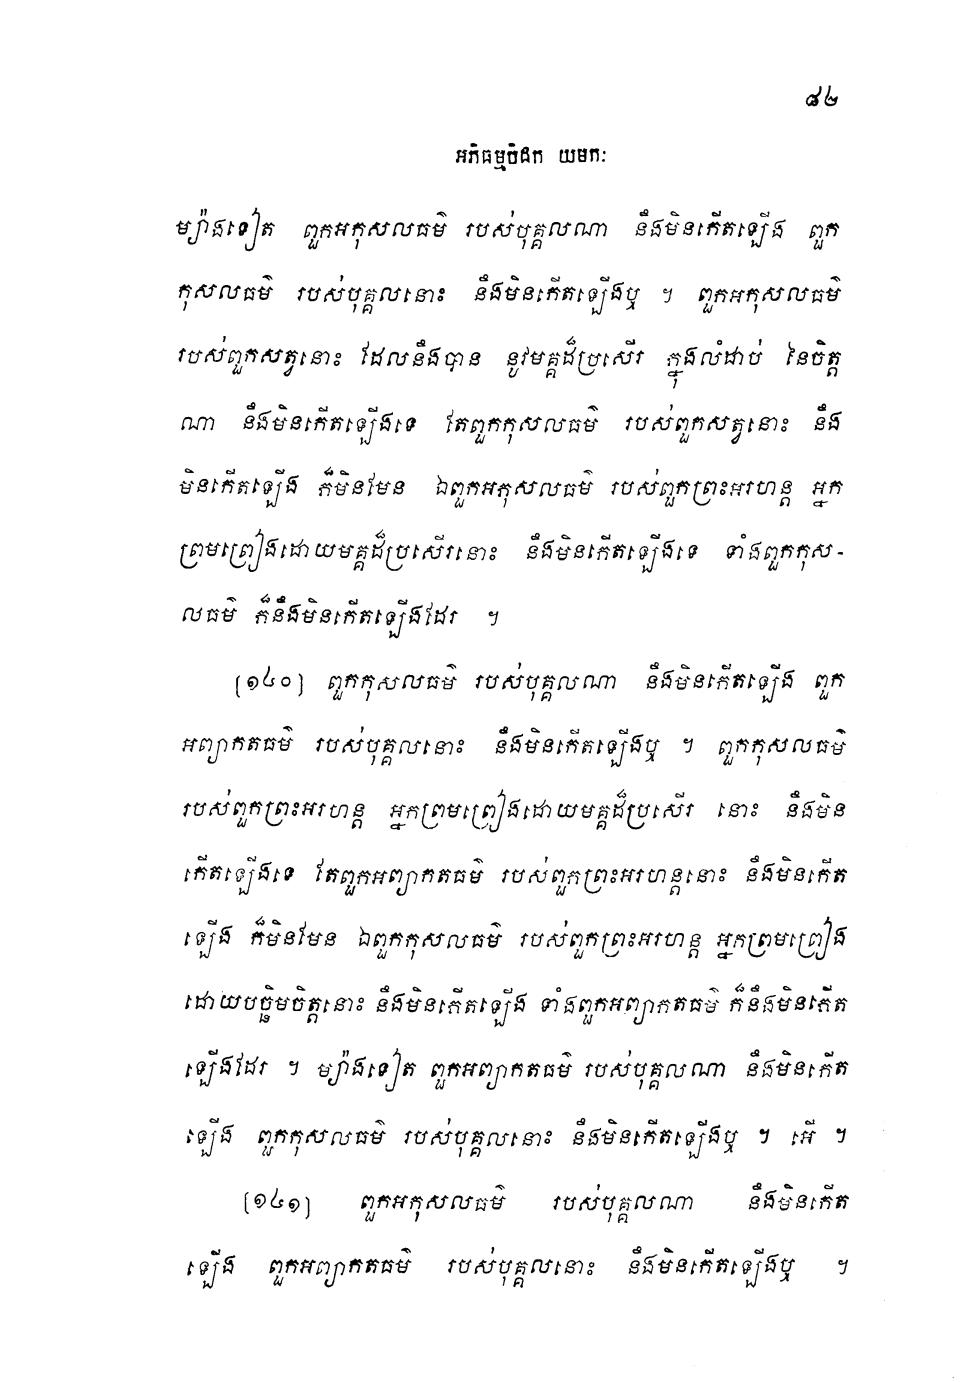 ៨២
អភិធម្មបិដក យមកៈ
ម្យ៉ាងទៀត ពួកអកុសលធម៌ របស់បុគ្គលណា នឹងមិនកើតឡើង ពួក
កុសលធម៌ របស់បុគ្គលនោះ នឹងមិនកើតឡើងឬ ។ ពួកអកុសលធម៌
របស់ពួកសត្វនោះ ដែលនឹងបាន នូវមគ្គដ៏ប្រសើរ ក្នុងលំដាប់ នៃចិត្ត
ណា នឹងមិនកើតឡើងទេ តែពួកកុសលធម៌ របស់ពួកសត្វនោះ នឹង
មិនកើតឡើង ក៏មិនមែន ឯពួកអកុសលធម៌ របស់ពួកព្រះអរហន្ត អ្នក
ព្រមព្រៀងដោយមគ្គដ៏ប្រសើរនោះ នឹងមិនកើតឡើងទេ ទាំងពួកកុស-
លធម៌ ក៏នឹងមិនកើតឡើងដែរ ។
[១៤០] ពួកកុសលធម៌ របស់បុគ្គលណា នឹងមិនកើតឡើង ពួក
អព្យាកតធម៌ របស់បុគ្គលនោះ នឹងមិនកើតឡើងឬ ។ ពួកកុសលធម៌
របស់ពួកព្រះអរហន្ត អ្នកព្រមព្រៀងដោយមគ្គដ៏ប្រសើរ នោះ នឹងមិន
កើតឡើងទេ តែពួកអព្យាកតធម៌ របស់ពួកព្រះអរហន្តនោះ នឹងមិនកើត
ឡើង ក៏មិនមែន ឯពួកកុសលធម៌ របស់ពួកព្រះអរហន្ត អ្នកព្រមព្រៀង
ដោយបច្ឆិមចិត្តនោះ នឹងមិនកើតឡើង ទាំងពួកអព្យាកតធម៌ ក៏នឹងមិនកើត
ឡើងដែរ ។ ម្យ៉ាងទៀត ពួកអព្យាកតធម៌ របស់បុគ្គលណា នឹងមិនកើត
ឡើង ពួកកុសលធម៌ របស់បុគ្គលនោះ នឹងមិនកើតឡើងឬ ។ អើ ។
[១៤១] ពួកអកុសលធម៌ របស់បុគ្គលណា នឹងមិនកើត
ឡើង ពួកអព្យាកតធម៌ របស់បុគ្គលនោះ នឹងមិនកើតឡើងឬ ។